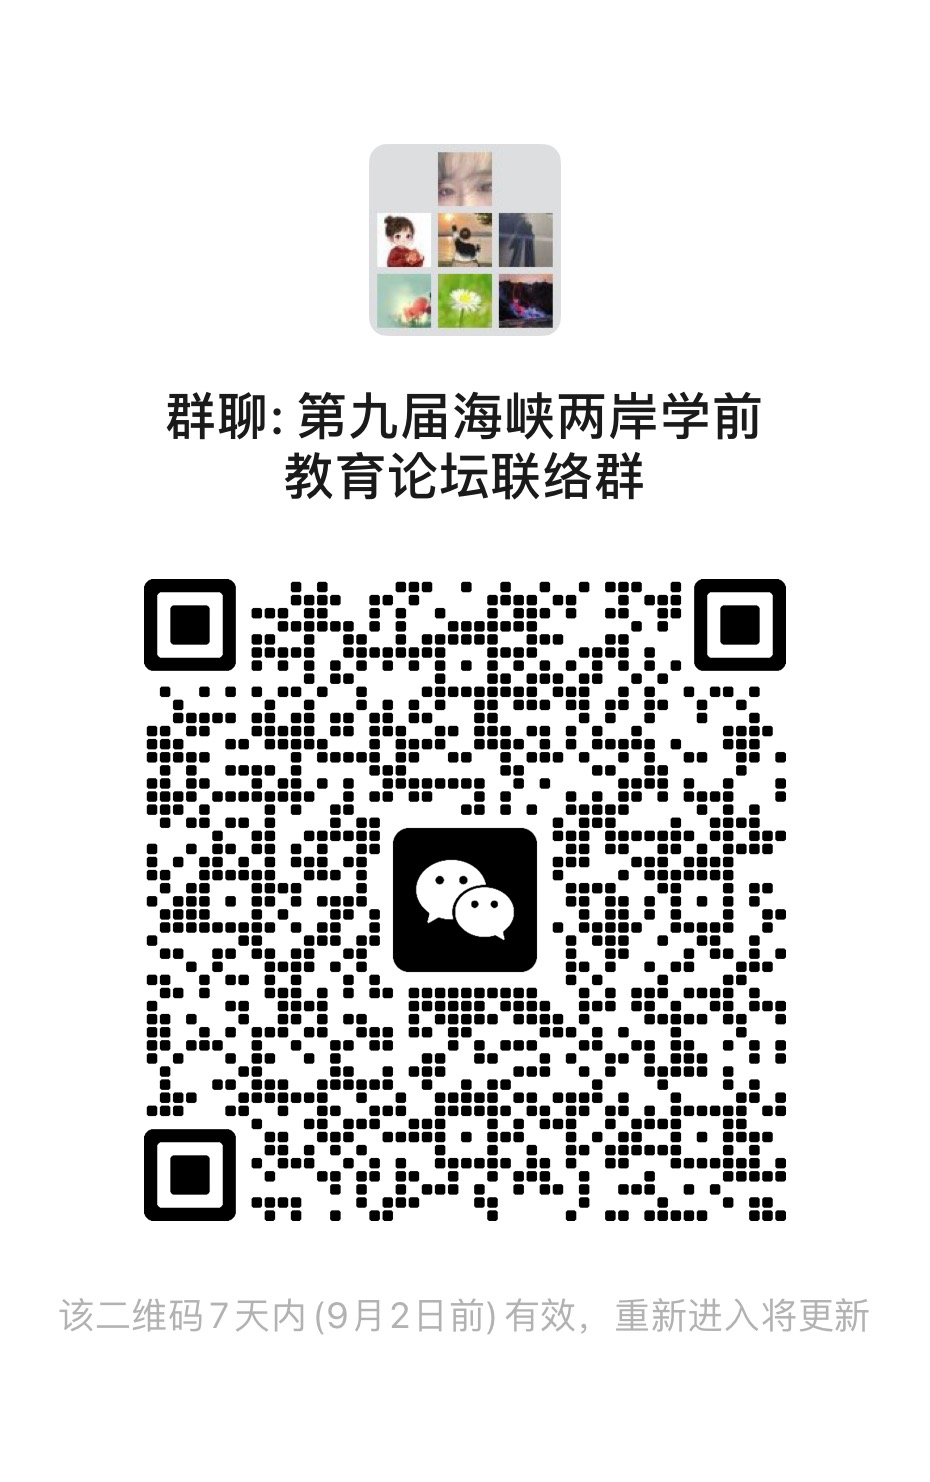 群聊: 第九届海峡两岸学前
教育论坛联络群
该二维码7天内(9月2日前)有效，重新进入将更新